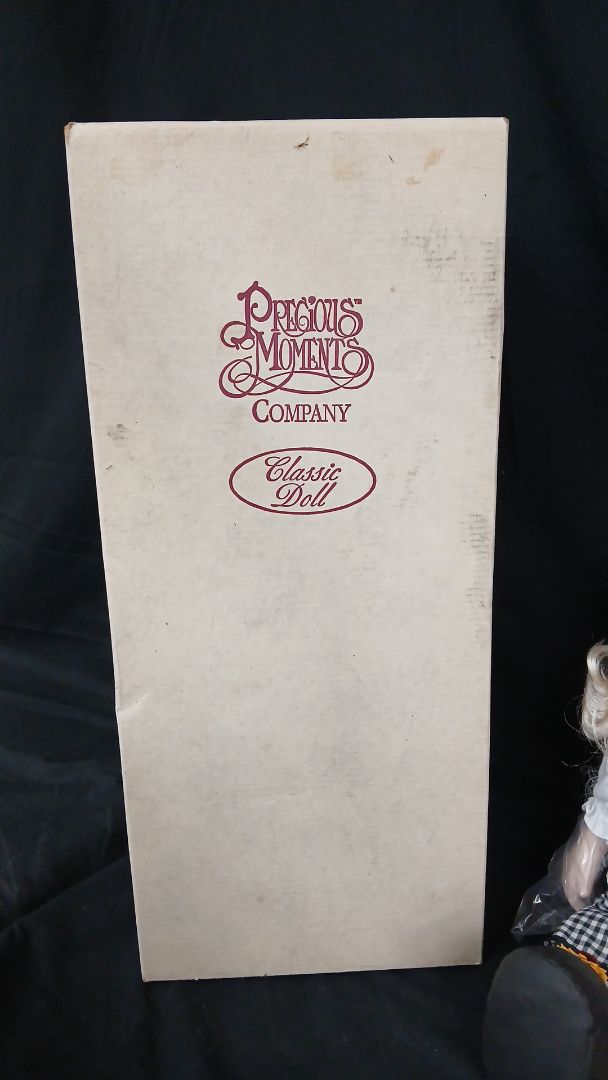 PRECIOUS™
MOMENTS
COMPANY
Classic
Doll